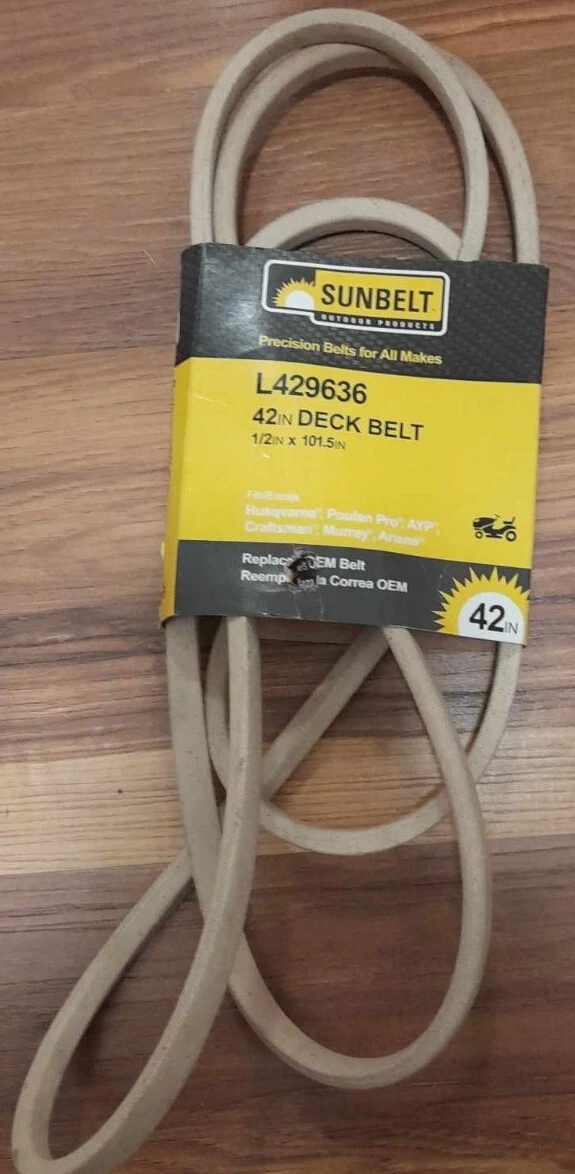 SUNBELT
OUTDOOR PRODUCTS
Precision Belts for All Makes
L429636
42IN DECK BELT
1/2IN x 101.5IN
Fits/Encaja
Husqvarna®, Poulan Pro®, AYP®,
Craftsman®, Murray®, Ariens®
OEM Belt
la Correa OEM
42IN